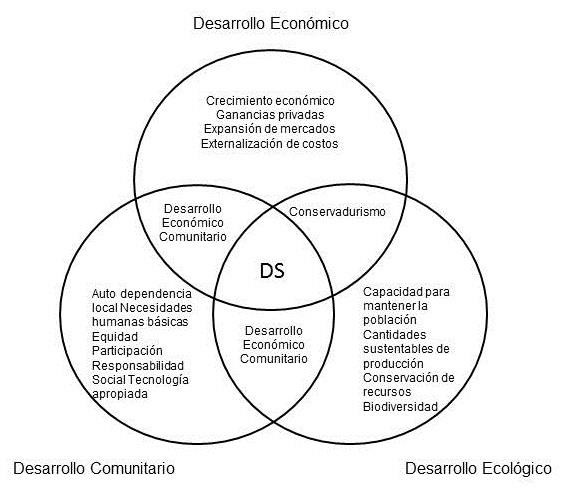 Desarrollo Económico
Crecimiento económico
Ganancias privadas
Expansión de mercados
Externalización de costos
Desarrollo
Económico
Comunitario
Conservadurismo
DS
Auto dependencia
local Necesidades
humanas básicas
Equidad
Participación
Responsabilidad
Social Tecnología
apropiada
Desarrollo
Económico
Comunitario
Capacidad para
mantener la
población
Cantidades
sustentables de
producción
Conservación de
recursos
Biodiversidad
Desarrollo Comunitario
Desarrollo Ecológico